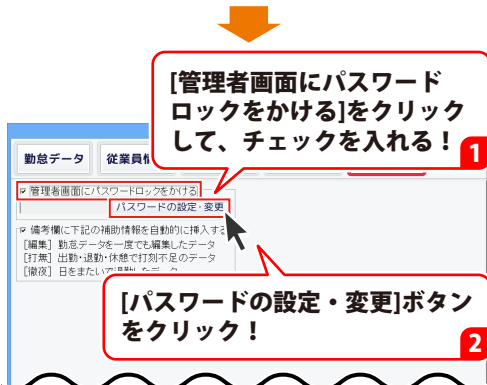 [管理者画面にパスワード
ロックをかける]をクリック
して、チェックを入れる！
1
勤怠データ 従業員
管理者画面にパスワードロックをかける
パスワードの設定・変更
備考欄に下記の補助情報を自動的に挿入する
[編集] 勤怠データを一度でも編集したデータ
[打無] 出勤・退勤・休憩で打刻不足のデータ
[徹夜] 日をまたいで退勤したデータ
[パスワードの設定・変更]ボタン
をクリック！
2